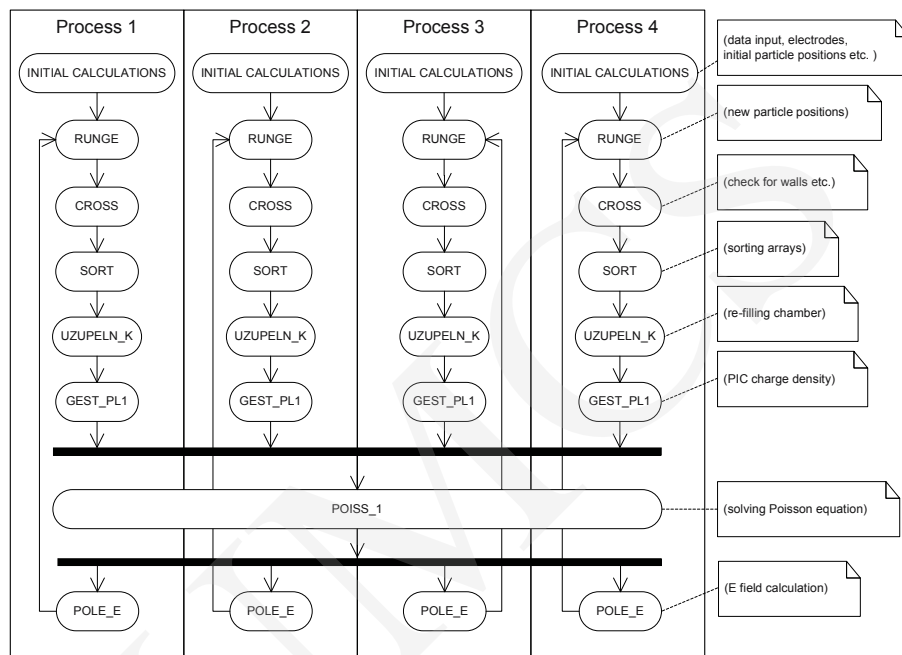 Process 1 Process 2 Process 3 Process 4
INITIAL CALCULATIONS INITIAL CALCULATIONS INITIAL CALCULATIONS INITIAL CALCULATIONS
(data input, electrodes,
initial particle positions etc. )
RUNGE RUNGE RUNGE RUNGE (new particle positions)
CROSS CROSS CROSS CROSS (check for walls etc.)
SORT SORT SORT SORT (sorting arrays)
UZUPELN_K UZUPELN_K UZUPELN_K UZUPELN_K (re-filling chamber)
GEST_PL1 GEST_PL1 GEST_PL1 GEST_PL1 (PIC charge density)
POISS_1 (solving Poisson equation)
POLE_E POLE_E POLE_E POLE_E (E field calculation)
UMCS